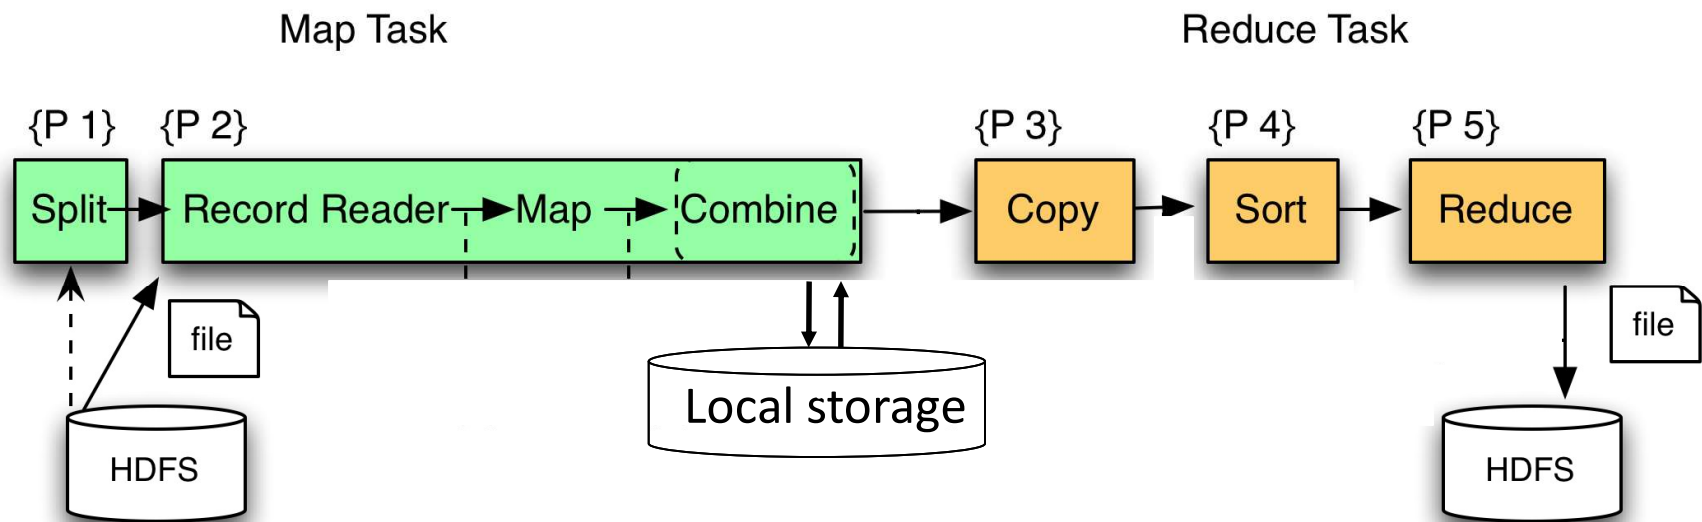 Map Task
Reduce Task
{P 1} {P 2} {P 3} {P 4} {P 5}
Split Record Reader Map Combine Copy Sort Reduce
file
file
Local storage
HDFS
HDFS